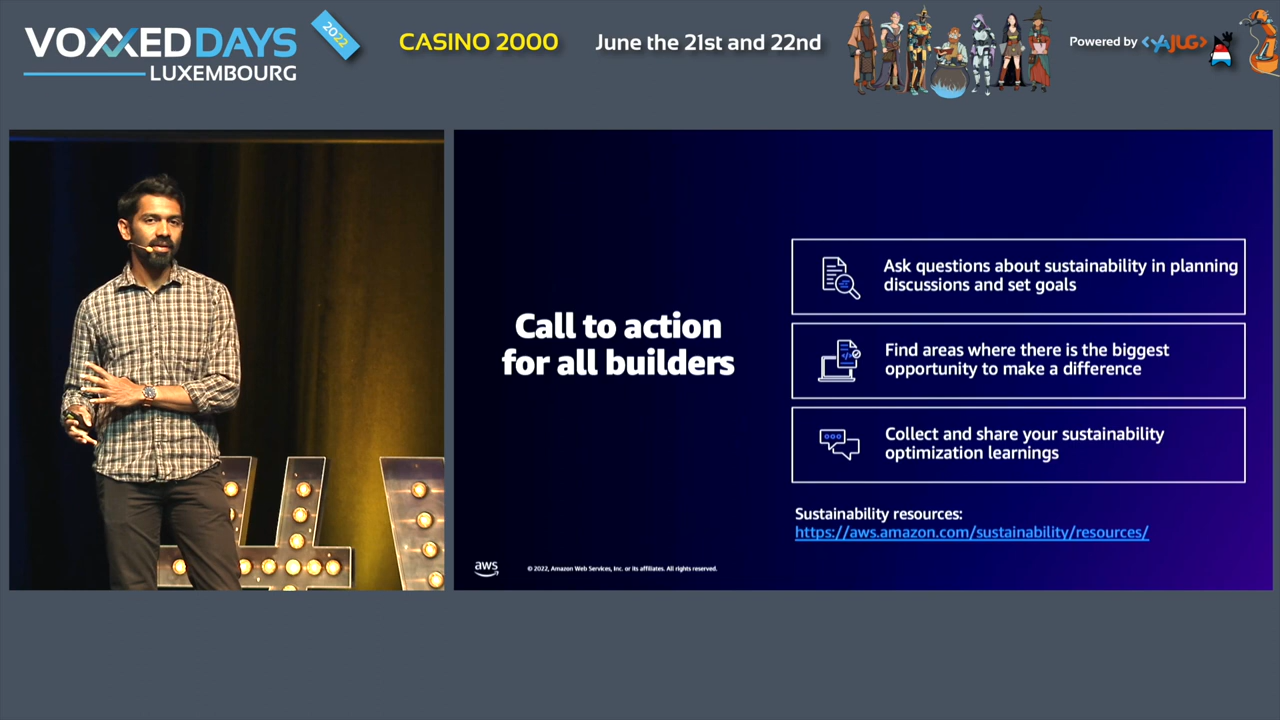 VOXXEDDAYS
LUXEMBOURG
2022
CASINO 2000
June the 21st and 22nd
Powered by <YAJUG>
Call to action
for all builders
Ask questions about sustainability in planning
discussions and set goals
Find areas where there is the biggest
opportunity to make a difference
Collect and share your sustainability
optimization learnings
Sustainability resources:
https://aws.amazon.com/sustainability/resources/
aws
© 2022, Amazon Web Services, Inc. or its affiliates. All rights reserved.